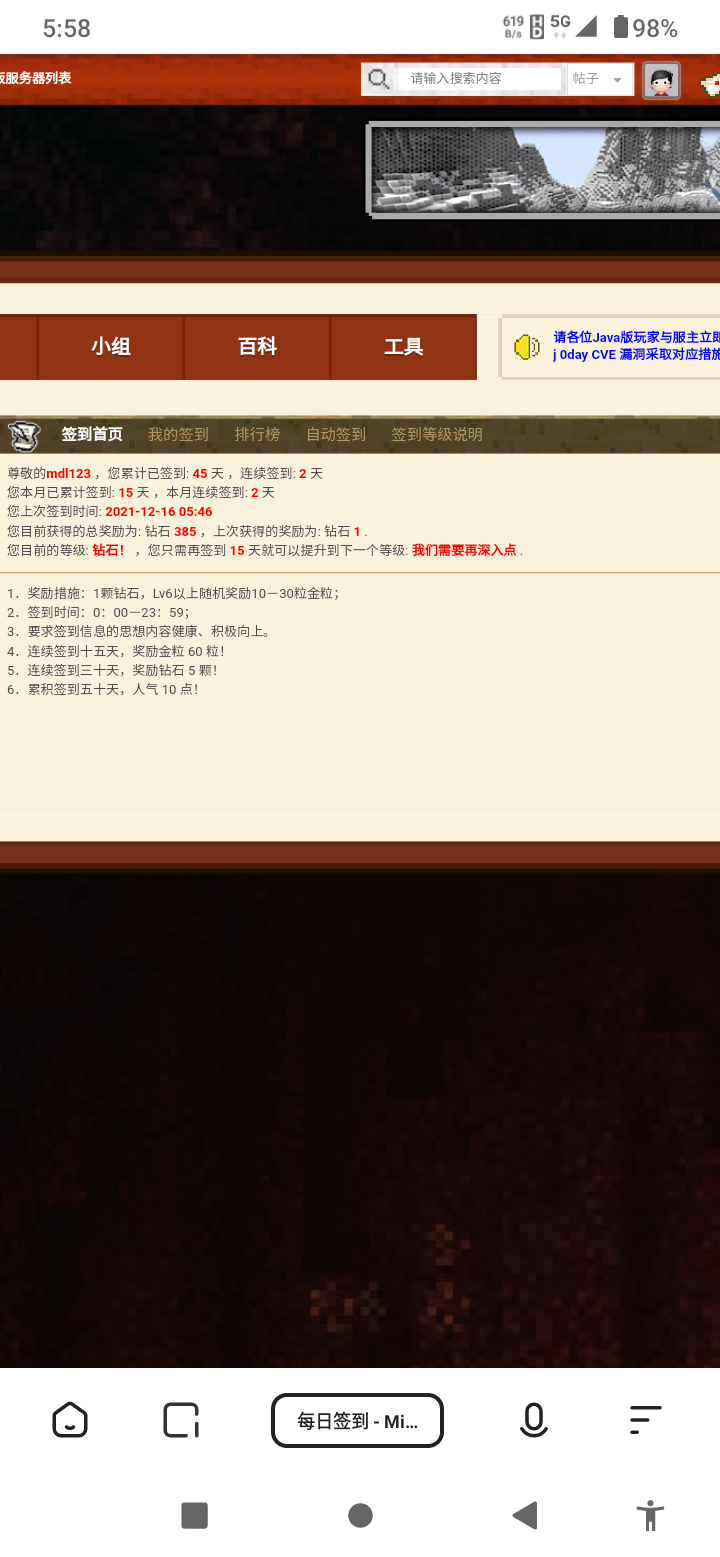 5:58
619 B/s HD 5G 98%
版服务器列表
请输入搜索内容
帖子
小组
百科
工具
请各位Java版玩家与服主立即
j 0day CVE 漏洞采取对应措施
签到首页 我的签到 排行榜 自动签到 签到等级说明
尊敬的mdl123 ，您累计已签到: 45 天 ，连续签到: 2 天
您本月已累计签到: 15 天 ，本月连续签到: 2 天
您上次签到时间: 2021-12-16 05:46
您目前获得的总奖励为: 钻石 385 ，上次获得的奖励为: 钻石 1 .
您目前的等级: 钻石！ ，您只需再签到 15 天就可以提升到下一个等级: 我们需要再深入点 .
1．奖励措施：1颗钻石，Lv6以上随机奖励10－30粒金粒；
2．签到时间：0：00－23：59；
3．要求签到信息的思想内容健康、积极向上。
4．连续签到十五天，奖励金粒 60 粒！
5．连续签到三十天，奖励钻石 5 颗！
6．累积签到五十天，人气 10 点！
每日签到 - Mi...